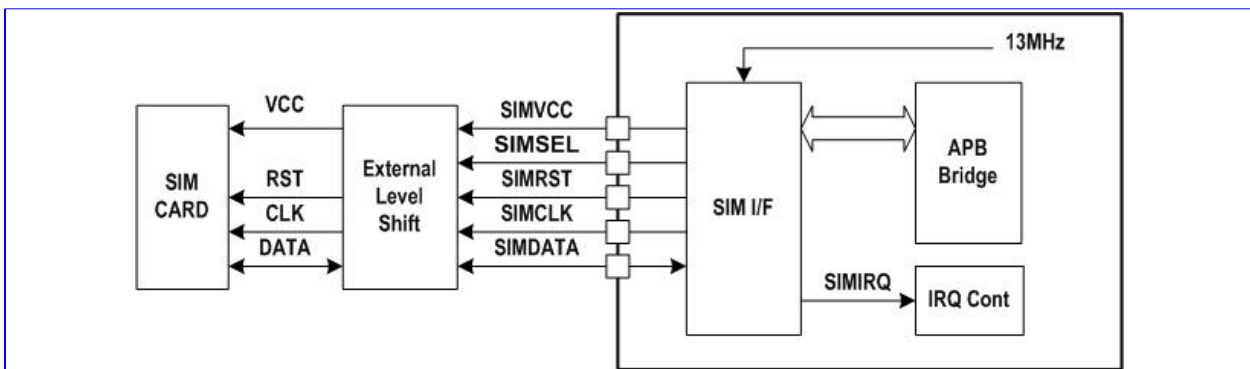 13MHz
VCC
SIMVCC
SIMSEL
SIM
CARD
RST
External
Level
Shift
SIMRST
SIM I/F
APB
Bridge
CLK
SIMCLK
DATA
SIMDATA
SIMIRQ
IRQ Cont